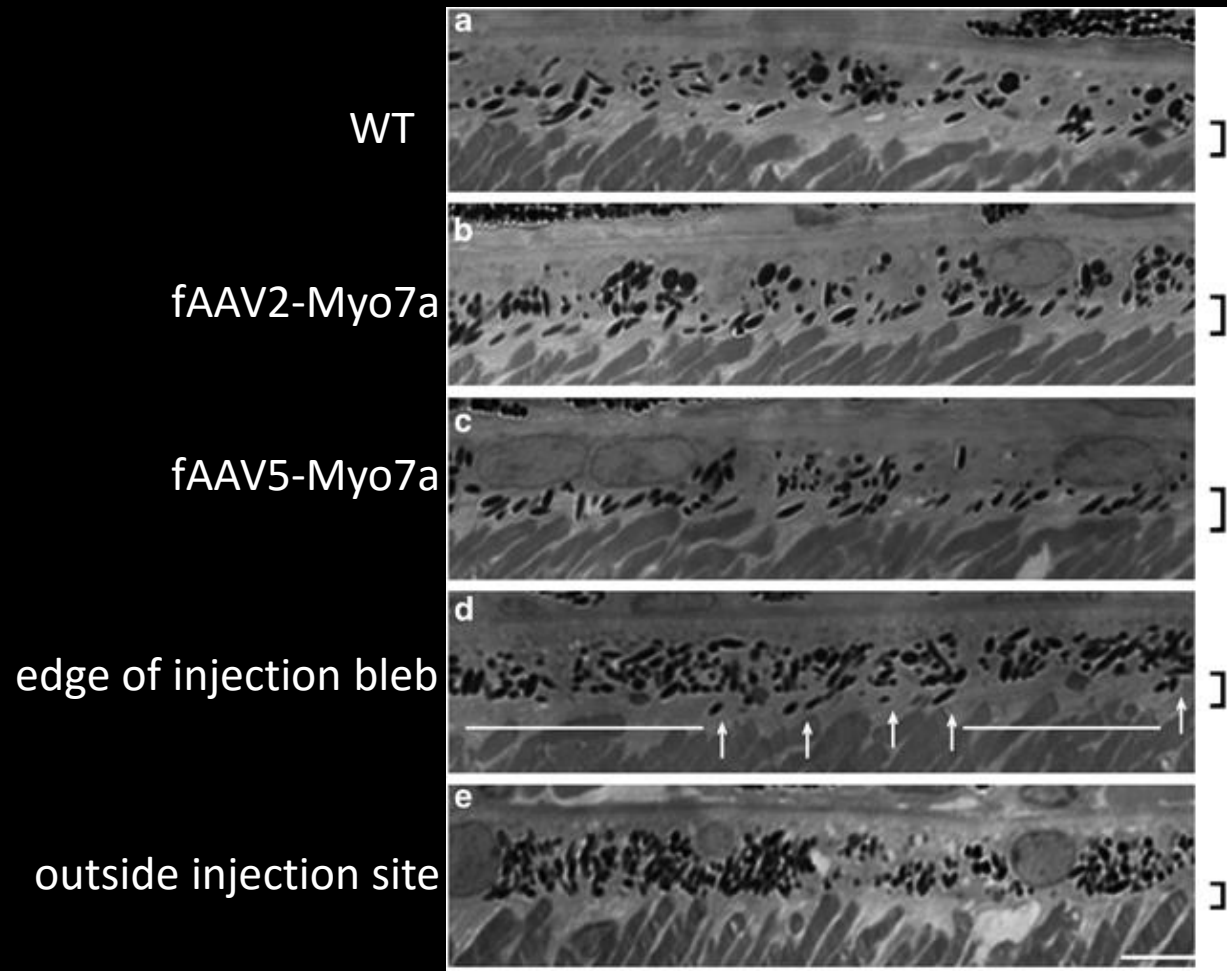 a
WT
b
fAAV2-Myo7a
c
fAAV5-Myo7a
d
edge of injection bleb
e
outside injection site